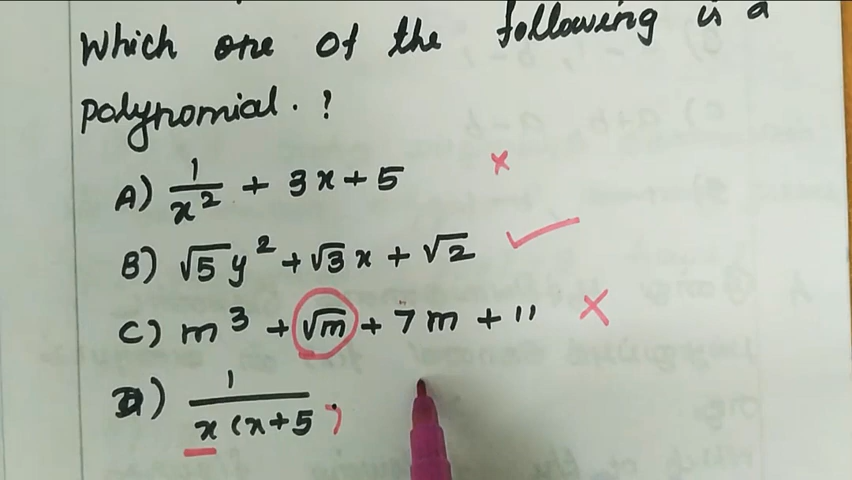 Which one of the following is a
polynomial . ?
A) 1/x² + 3x + 5 ×
B) √5 y² + √3 x + √2 ✓
C) m³ + √m + 7m + 11 ×
D) 1/x(x+5)